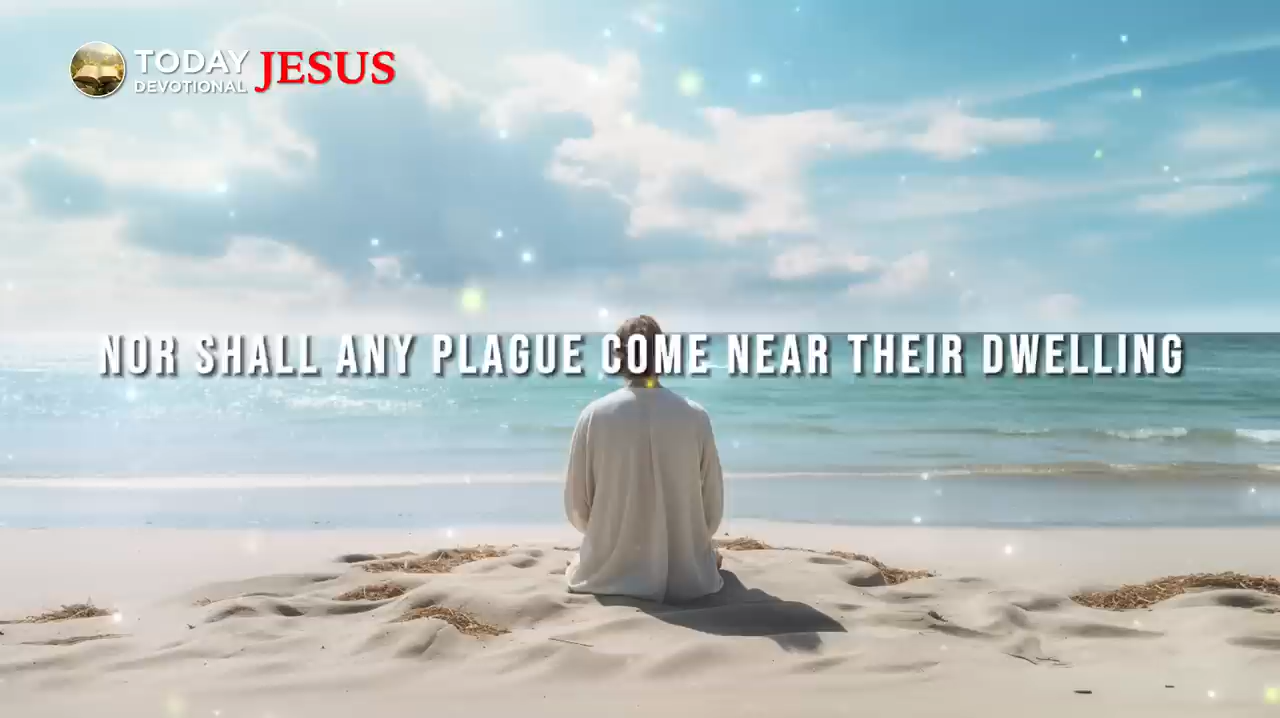 TODAY JESUS
DEVOTIONAL
NOR SHALL ANY PLAGUE COME NEAR THEIR DWELLING